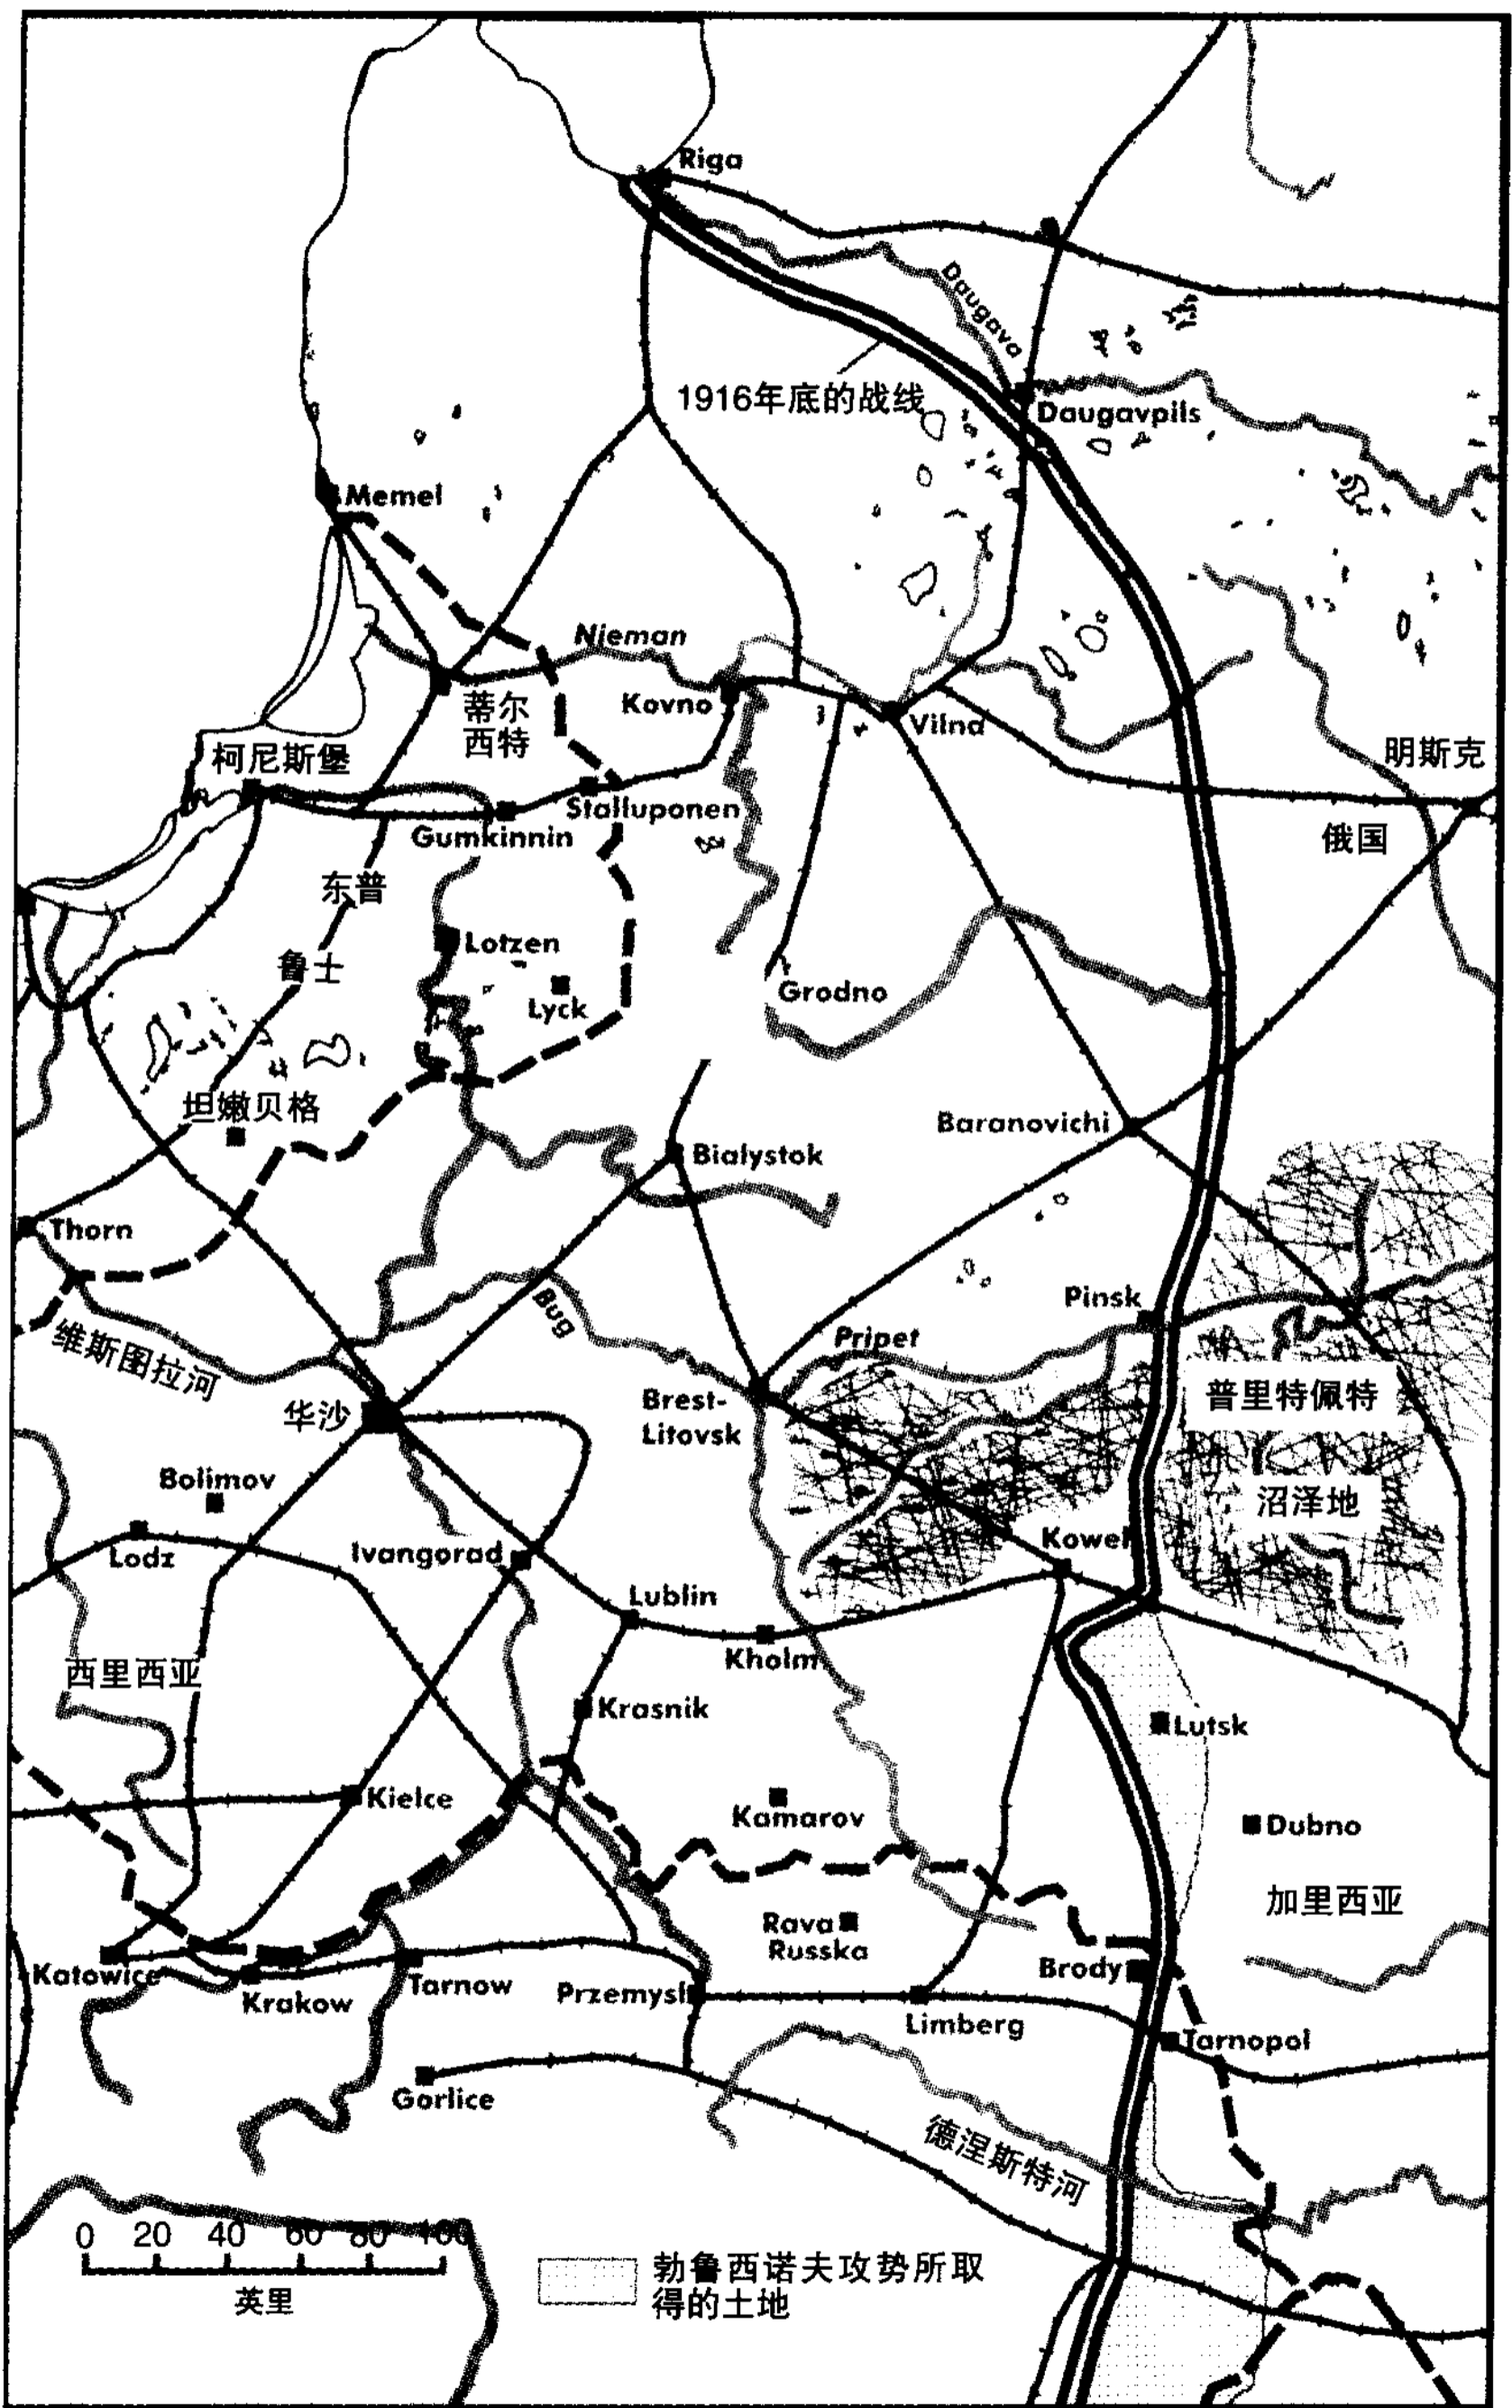 Riga
Daugava
1916年底的战线
Daugavpils
Memel
Nieman
蒂尔
西特
Kovno
Vilna
柯尼斯堡
明斯克
Stalluponen
Gumkinnin
俄国
东普
鲁士
Lotzen
Lyck
Grodno
坦嫩贝格
Baranovichi
Bialystok
Thorn
Bug
Pinsk
Pripet
维斯图拉河
华沙
Brest-
Litovsk
普里特佩特
沼泽地
Bolimov
Lodz
Ivangorad
Kowel
Lublin
Kholm
西里西亚
Krasnik
Lutsk
Kielce
Kamarov
Dubno
加里西亚
Rava
Russka
Katowice
Krakow
Tarnow
Przemysl
Brody
Limberg
Tarnopol
Gorlice
德涅斯特河
0 20 40 60 80 100
英里
勃鲁西诺夫攻势所取
得的土地